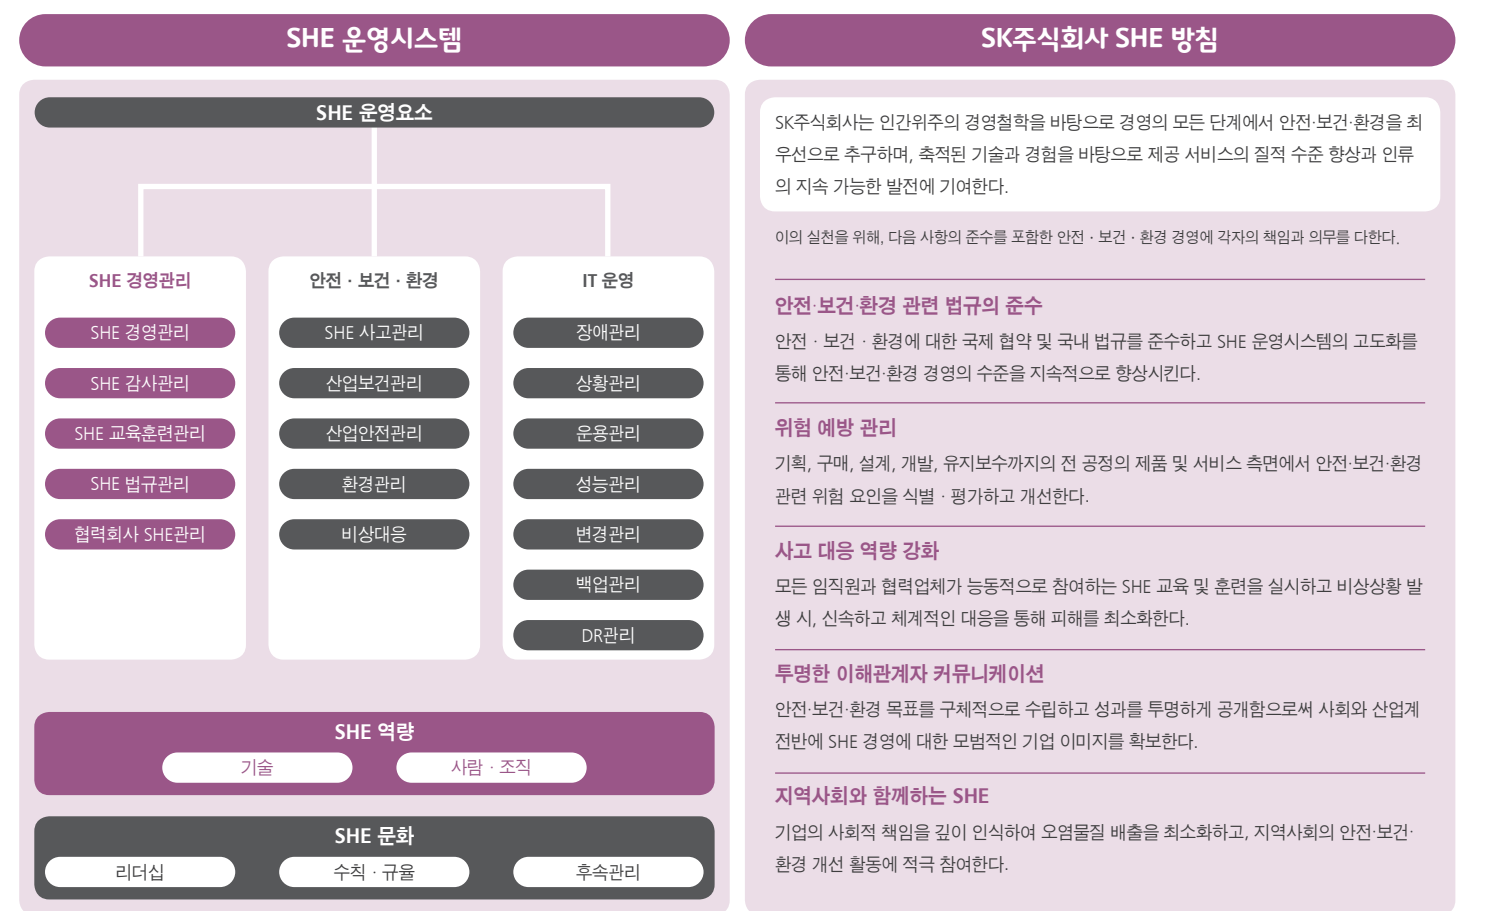 SHE 운영시스템
SHE 운영요소
SHE 경영관리
SHE 경영관리
SHE 감사관리
SHE 교육훈련관리
SHE 법규관리
협력회사 SHE관리
안전 · 보건 · 환경
SHE 사고관리
산업보건관리
산업안전관리
환경관리
비상대응
IT 운영
장애관리
상황관리
운용관리
성능관리
변경관리
백업관리
DR관리
SHE 역량
기술
사람 · 조직
SHE 문화
리더십
수칙 · 규율
후속관리
SK주식회사 SHE 방침
SK주식회사는 인간위주의 경영철학을 바탕으로 경영의 모든 단계에서 안전·보건·환경을 최
우선으로 추구하며, 축적된 기술과 경험을 바탕으로 제공 서비스의 질적 수준 향상과 인류
의 지속 가능한 발전에 기여한다.
이의 실천을 위해, 다음 사항의 준수를 포함한 안전 · 보건 · 환경 경영에 각자의 책임과 의무를 다한다.
안전·보건·환경 관련 법규의 준수
안전 · 보건 · 환경에 대한 국제 협약 및 국내 법규를 준수하고 SHE 운영시스템의 고도화를
통해 안전·보건·환경 경영의 수준을 지속적으로 향상시킨다.
위험 예방 관리
기획, 구매, 설계, 개발, 유지보수까지의 전 공정의 제품 및 서비스 측면에서 안전·보건·환경
관련 위험 요인을 식별 · 평가하고 개선한다.
사고 대응 역량 강화
모든 임직원과 협력업체가 능동적으로 참여하는 SHE 교육 및 훈련을 실시하고 비상상황 발
생 시, 신속하고 체계적인 대응을 통해 피해를 최소화한다.
투명한 이해관계자 커뮤니케이션
안전·보건·환경 목표를 구체적으로 수립하고 성과를 투명하게 공개함으로써 사회와 산업계
전반에 SHE 경영에 대한 모범적인 기업 이미지를 확보한다.
지역사회와 함께하는 SHE
기업의 사회적 책임을 깊이 인식하여 오염물질 배출을 최소화하고, 지역사회의 안전·보건·
환경 개선 활동에 적극 참여한다.